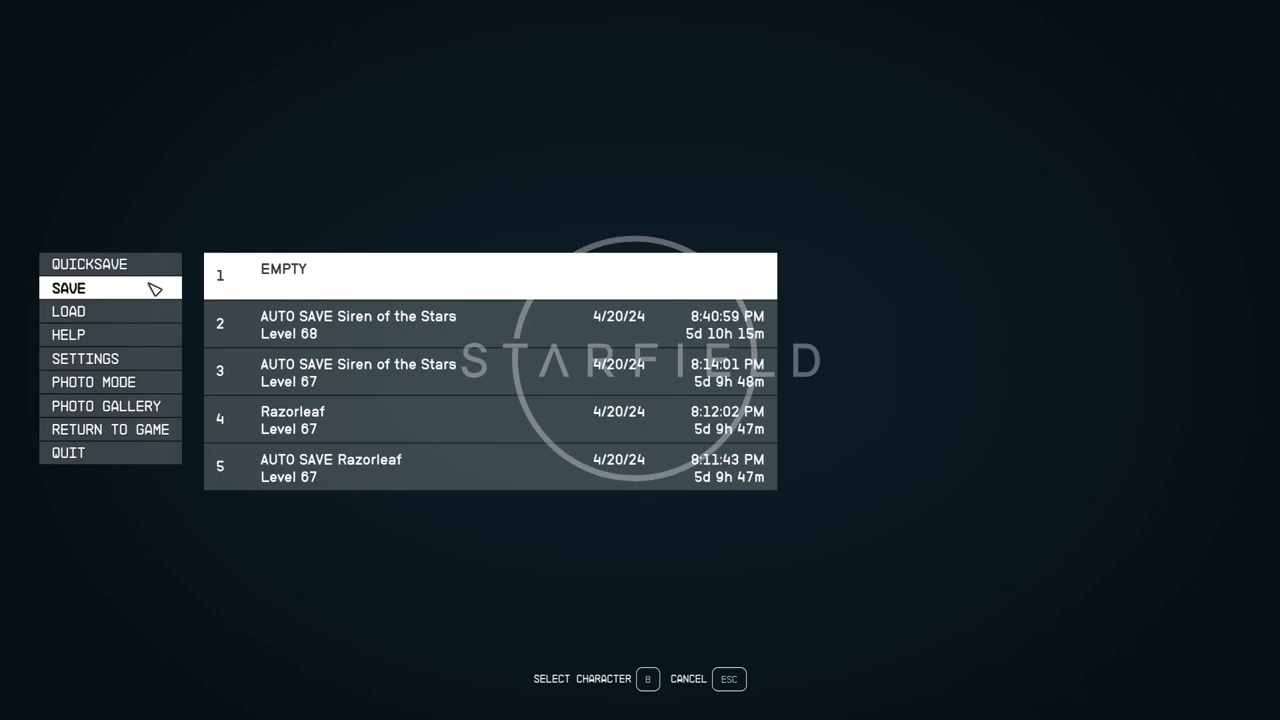 QUICKSAVE
SAVE
LOAD
HELP
SETTINGS
PHOTO MODE
PHOTO GALLERY
RETURN TO GAME
QUIT
1 EMPTY
2 AUTO SAVE Siren of the Stars 4/20/24 8:40:59 PM
Level 68 5d 10h 15m
3 AUTO SAVE Siren of the Stars 4/20/24 8:14:01 PM
Level 67 5d 9h 48m
4 Razorleaf 4/20/24 8:12:02 PM
Level 67 5d 9h 47m
5 AUTO SAVE Razorleaf 4/20/24 8:11:43 PM
Level 67 5d 9h 47m
STARFIELD
SELECT CHARACTER B CANCEL ESC